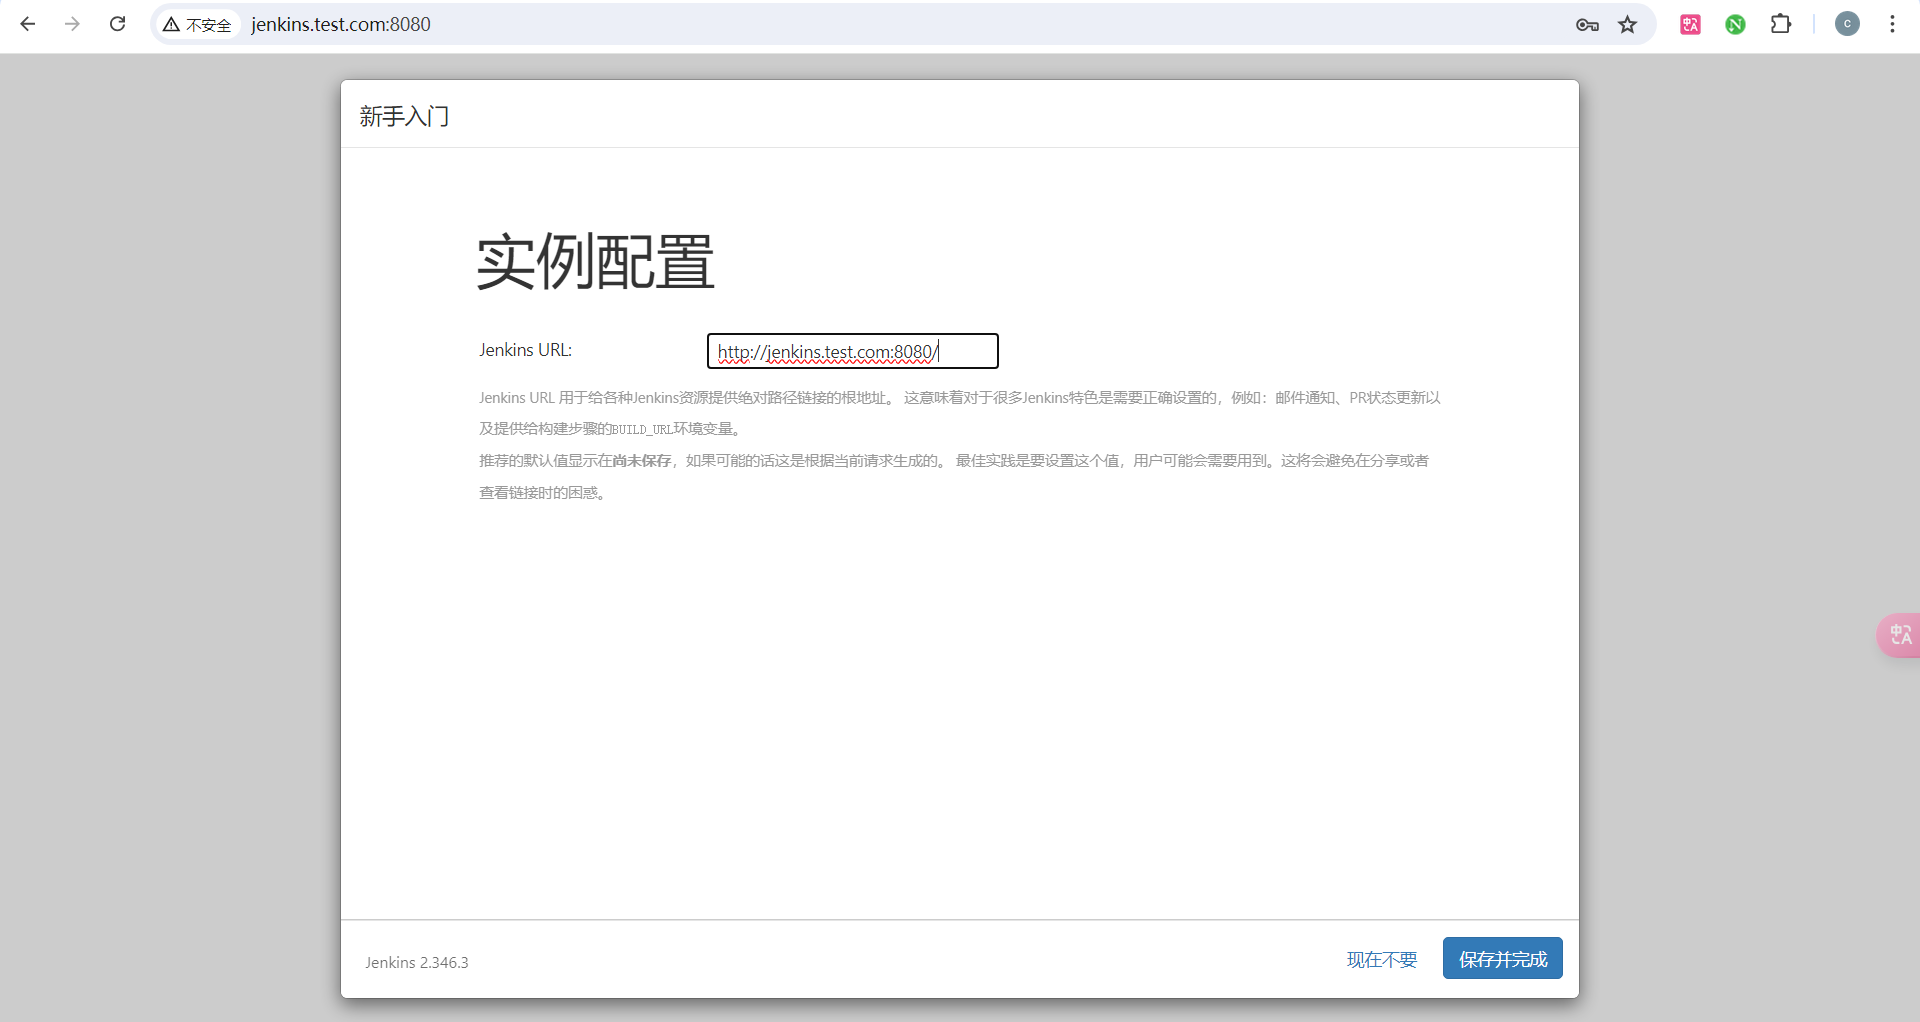 不安全
jenkins.test.com:8080
C
新手入门
实例配置
Jenkins URL:
http://jenkins.test.com:8080/
Jenkins URL 用于给各种Jenkins资源提供绝对路径链接的根地址。 这意味着对于很多Jenkins特色是需要正确设置的，例如：邮件通知、PR状态更新以
及提供给构建步骤的BUILD_URL环境变量。
推荐的默认值显示在尚未保存，如果可能的话这是根据当前请求生成的。 最佳实践是要设置这个值，用户可能会需要用到。这将会避免在分享或者
查看链接时的困惑。
Jenkins 2.346.3
现在不要
保存并完成